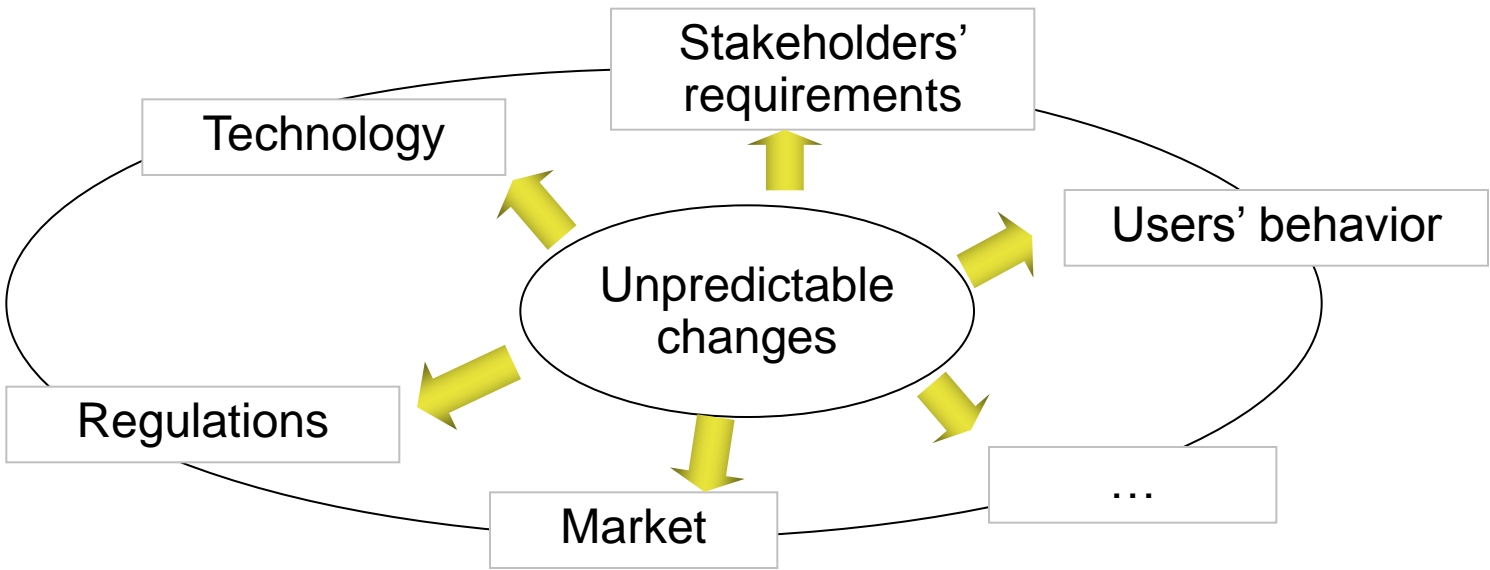 Stakeholders’
requirements
Technology
Users’ behavior
Unpredictable
changes
Regulations
…
Market